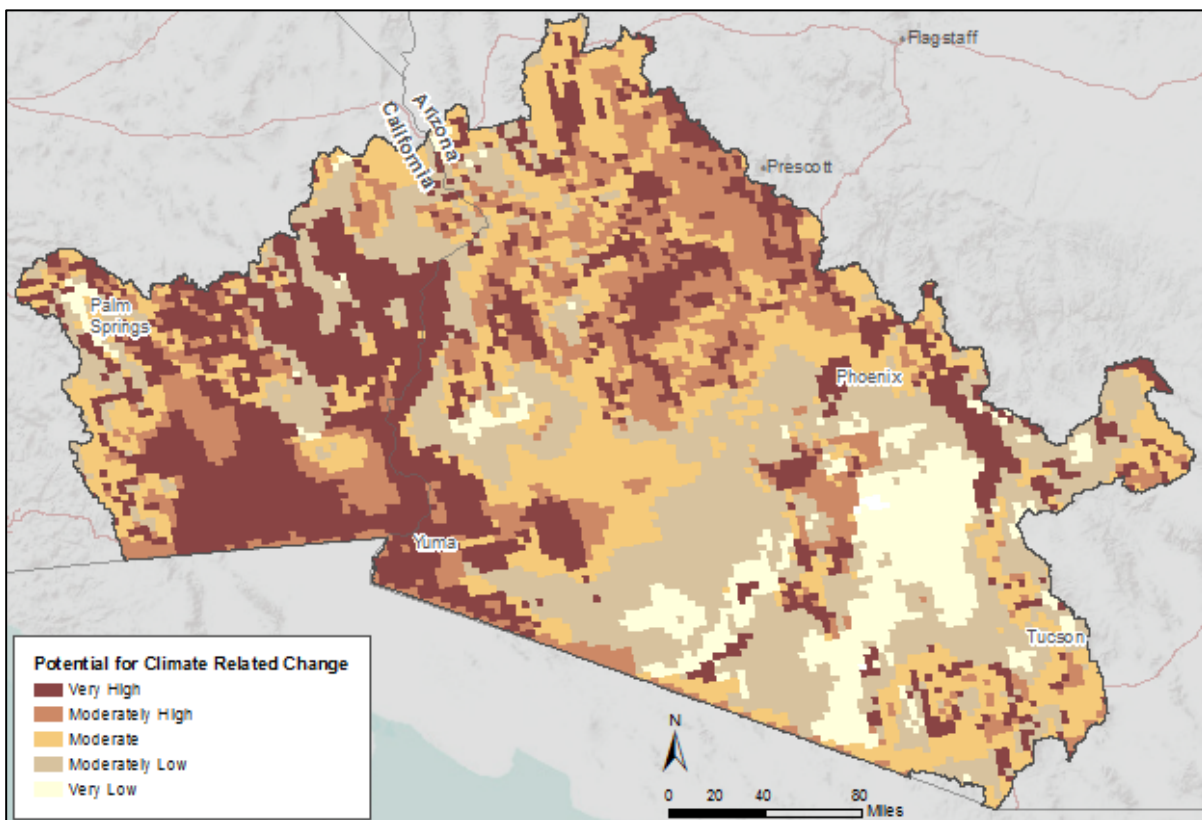 Flagstaff
Arizona
California
Prescott
Palm
Springs
Phoenix
Yuma
Tucson
Potential for Climate Related Change
Very High
Moderately High
Moderate
Moderately Low
Very Low
N
0 20 40 80
Miles